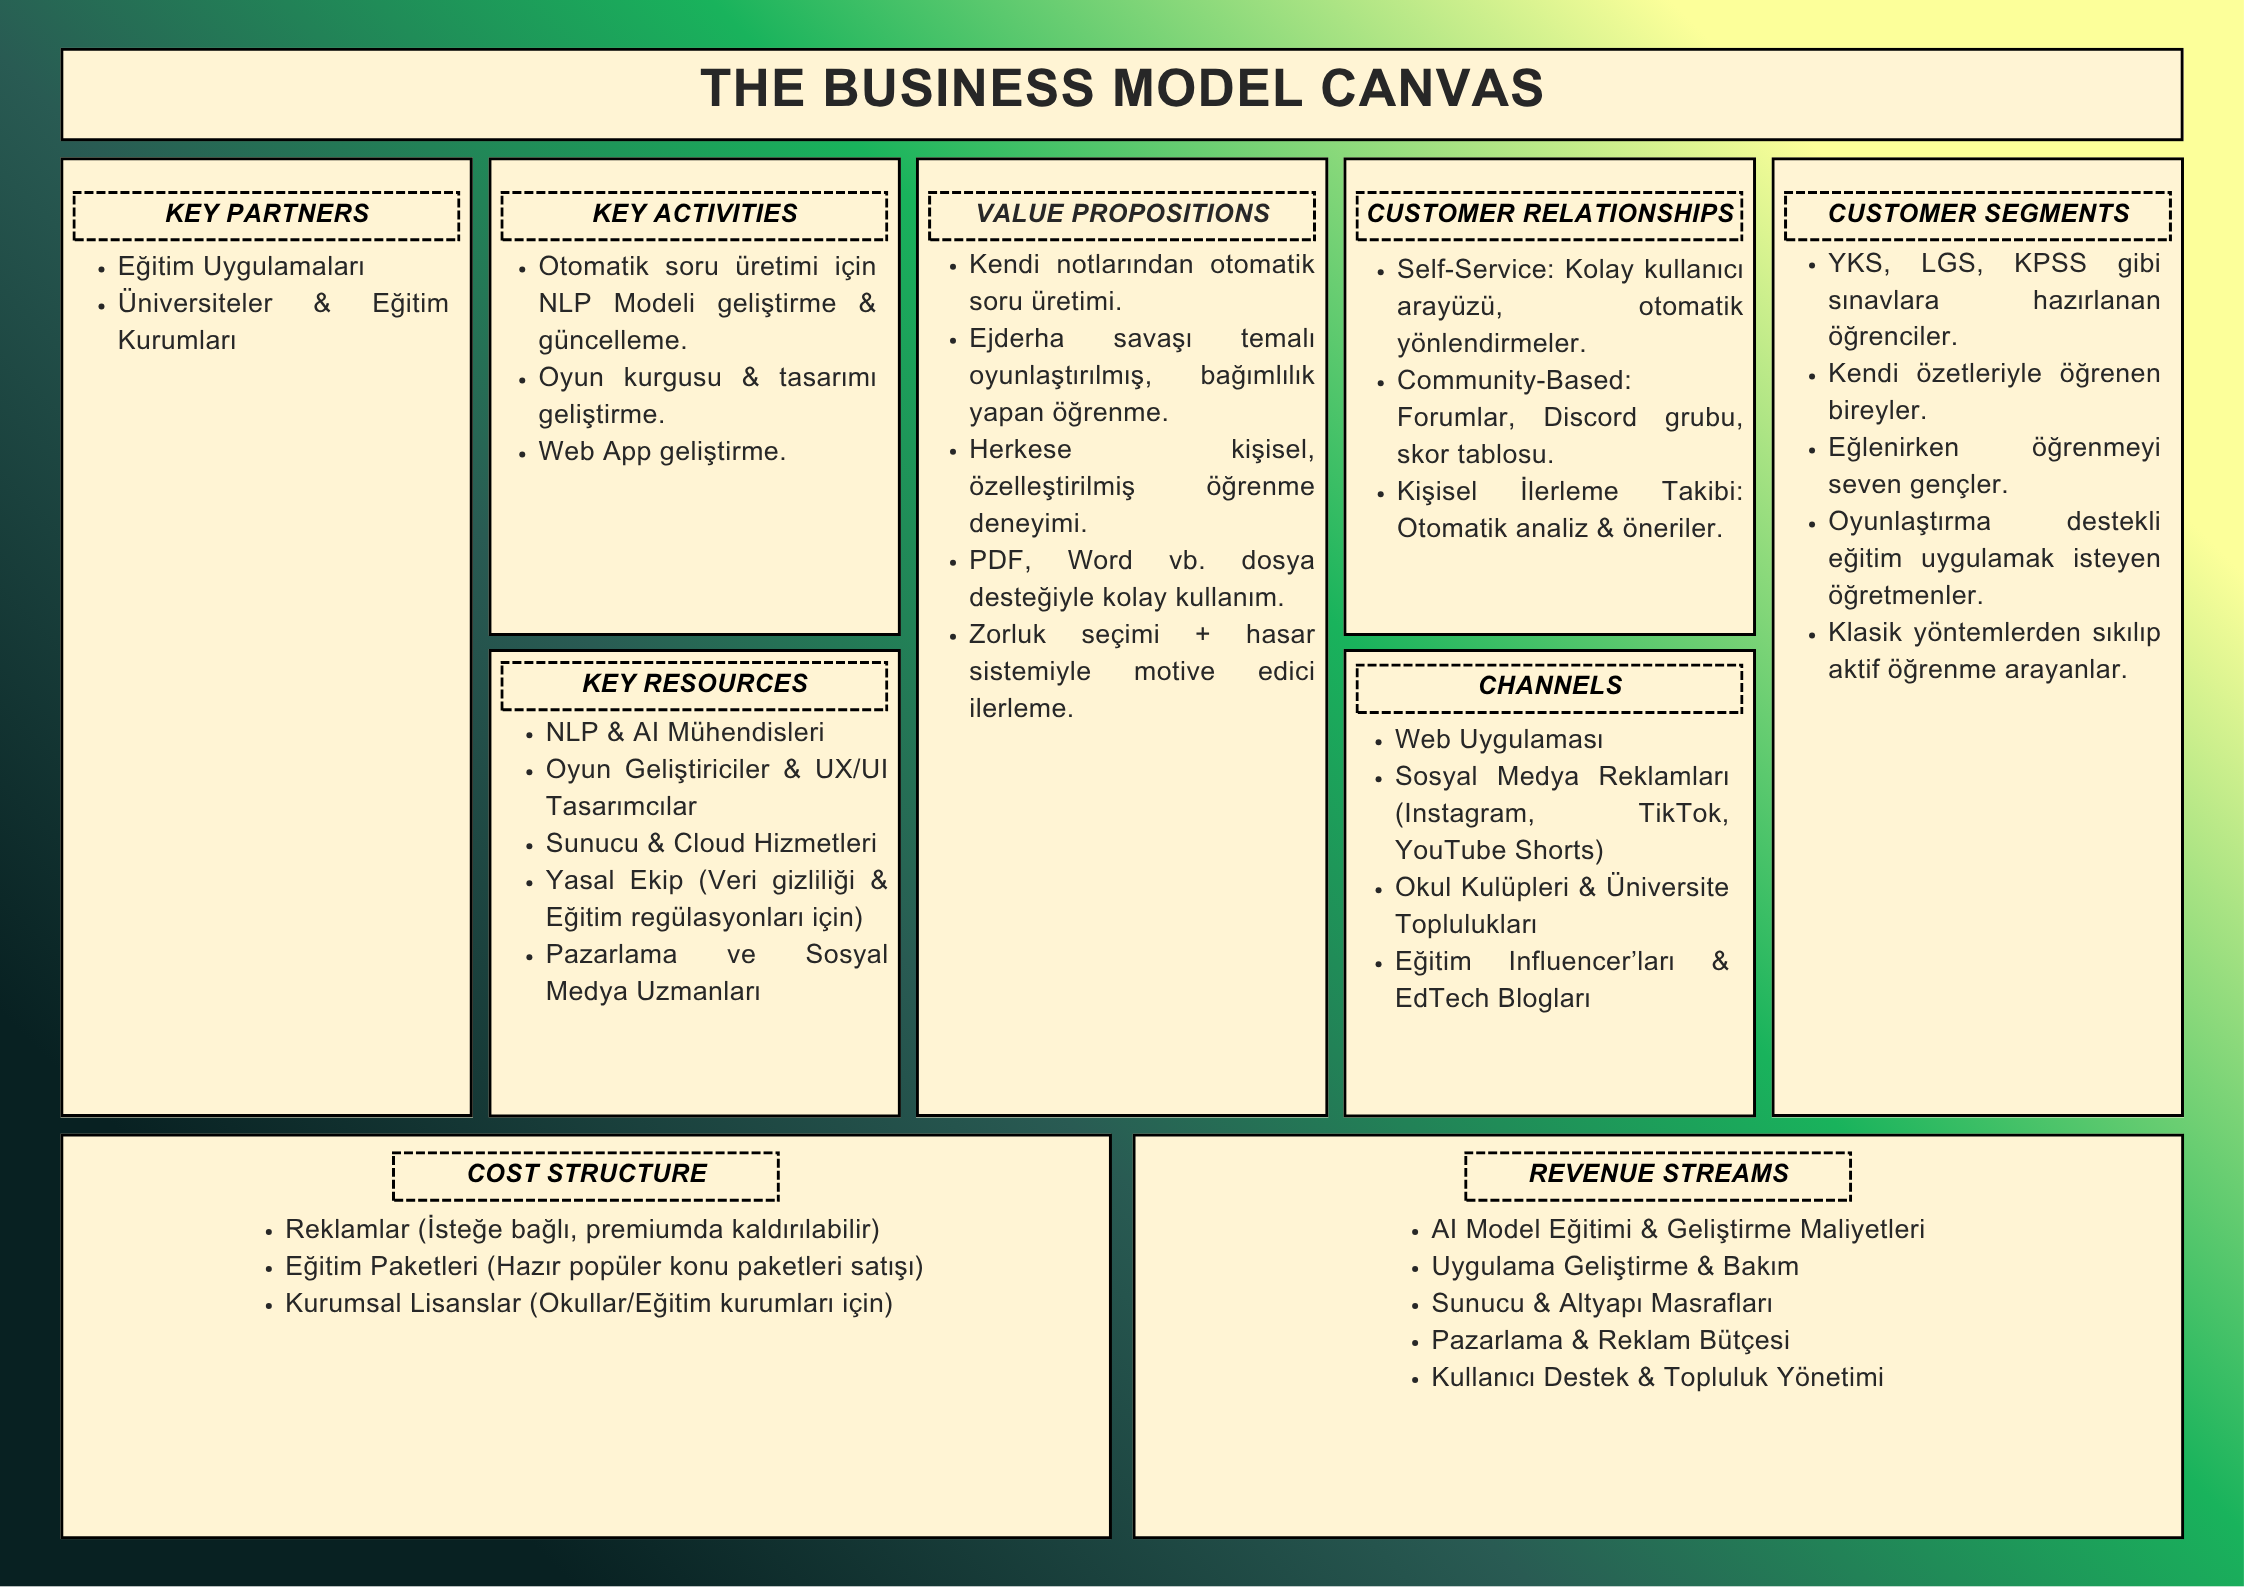 THE BUSINESS MODEL CANVAS
KEY PARTNERS
• Eğitim Uygulamaları
• Üniversiteler & Eğitim
Kurumları
KEY ACTIVITIES
• Otomatik soru üretimi için
NLP Modeli geliştirme &
güncelleme.
• Oyun kurgusu & tasarımı
geliştirme.
• Web App geliştirme.
KEY RESOURCES
• NLP & AI Mühendisleri
• Oyun Geliştiriciler & UX/UI
Tasarımcılar
• Sunucu & Cloud Hizmetleri
• Yasal Ekip (Veri gizliliği &
Eğitim regülasyonları için)
• Pazarlama ve Sosyal
Medya Uzmanları
VALUE PROPOSITIONS
• Kendi notlarından otomatik
soru üretimi.
• Ejderha savaşı temalı
oyunlaştırılmış, bağımlılık
yapan öğrenme.
• Herkese kişisel,
özelleştirilmiş öğrenme
deneyimi.
• PDF, Word vb. dosya
desteğiyle kolay kullanım.
• Zorluk seçimi + hasar
sistemiyle motive edici
ilerleme.
CUSTOMER RELATIONSHIPS
• Self-Service: Kolay kullanıcı
arayüzü, otomatik
yönlendirmeler.
• Community-Based:
Forumlar, Discord grubu,
skor tablosu.
• Kişisel İlerleme Takibi:
Otomatik analiz & öneriler.
CHANNELS
• Web Uygulaması
• Sosyal Medya Reklamları
(Instagram, TikTok,
YouTube Shorts)
• Okul Kulüpleri & Üniversite
Toplulukları
• Eğitim Influencer’ları &
EdTech Blogları
CUSTOMER SEGMENTS
• YKS, LGS, KPSS gibi
sınavlara hazırlanan
öğrenciler.
• Kendi özetleriyle öğrenen
bireyler.
• Eğlenirken öğrenmeyi
seven gençler.
• Oyunlaştırma destekli
eğitim uygulamak isteyen
öğretmenler.
• Klasik yöntemlerden sıkılıp
aktif öğrenme arayanlar.
COST STRUCTURE
• Reklamlar (İsteğe bağlı, premiumda kaldırılabilir)
• Eğitim Paketleri (Hazır popüler konu paketleri satışı)
• Kurumsal Lisanslar (Okullar/Eğitim kurumları için)
REVENUE STREAMS
• AI Model Eğitimi & Geliştirme Maliyetleri
• Uygulama Geliştirme & Bakım
• Sunucu & Altyapı Masrafları
• Pazarlama & Reklam Bütçesi
• Kullanıcı Destek & Topluluk Yönetimi